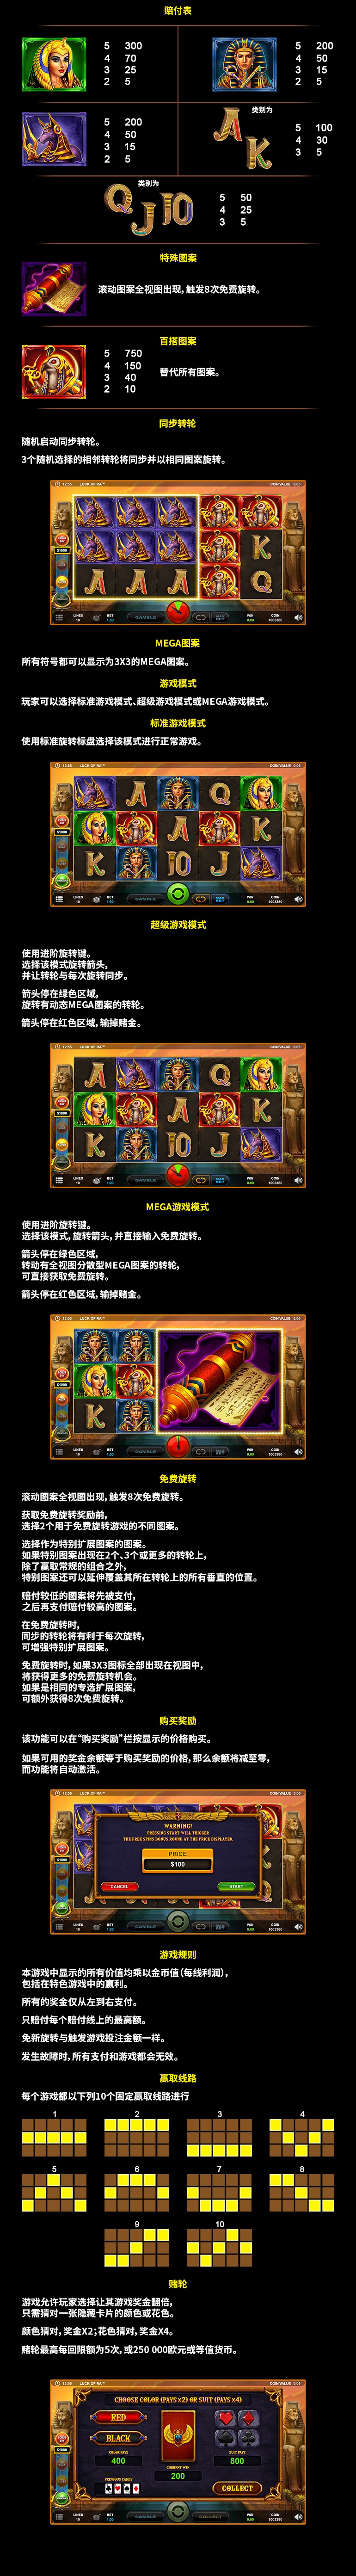 赔付表
5 300
4 70
3 25
2 5
5 200
4 50
3 15
2 5
5 200
4 50
3 15
2 5
类别为
A K
5 100
4 30
3 5
类别为
Q J 10
5 50
4 25
3 5
特殊图案
滚动图案全视图出现，触发8次免费旋转。
百搭图案
5 750
4 150
3 40
2 10
替代所有图案。
同步转轮
随机启动同步转轮。
3个随机选择的相邻转轮将同步并以相同图案旋转。
MEGA图案
所有符号都可以显示为3X3的MEGA图案。
游戏模式
玩家可以选择标准游戏模式、超级游戏模式或MEGA游戏模式。
标准游戏模式
使用标准旋转标盘选择该模式进行正常游戏。
超级游戏模式
使用进阶旋转键。
选择该模式旋转箭头，
并让转轮与每次旋转同步。
箭头停在绿色区域，
旋转有动态MEGA图案的转轮。
箭头停在红色区域，输掉赌金。
MEGA游戏模式
使用进阶旋转键。
选择该模式，旋转箭头，并直接输入免费旋转。
箭头停在绿色区域，
转动有全视图分散型MEGA图案的转轮，
可直接获取免费旋转。
箭头停在红色区域，输掉赌金。
免费旋转
滚动图案全视图出现，触发8次免费旋转。
获取免费旋转奖励前，
选择2个用于免费旋转游戏的不同图案。
选择作为特别扩展图案的图案。
如果特别图案出现在2个、3个或更多的转轮上，
除了赢取常规的组合之外，
特别图案还可以延伸覆盖其所在转轮上的所有垂直的位置。
赔付较低的图案将先被支付，
之后再支付赔付较高的图案。
在免费旋转时，
同步的转轮将有利于每次旋转，
可增强特别扩展图案。
免费旋转时，如果3X3图标全部出现在视图中，
将获得更多的免费旋转机会。
如果是相同的专选扩展图案，
可额外获得8次免费旋转。
购买奖励
该功能可以在“购买奖励”栏按显示的价格购买。
如果可用的奖金余额等于购买奖励的价格，那么余额将减至零，
而功能将自动激活。
WARNING!
PRESSING START WILL TRIGGER
THE FREE SPINS BONUS ROUND AT THE PRICE DISPLAYED.
PRICE
$100
CANCEL START
游戏规则
本游戏中显示的所有价值均乘以金币值（每线利润），
包括在特色游戏中的赢利。
所有的奖金仅从左到右支付。
只赔付每个赔付线上的最高额。
免新旋转与触发游戏投注金额一样。
发生故障时，所有支付和游戏都会无效。
赢取线路
每个游戏都以下列10个固定赢取线路进行
1 2 3 4
5 6 7 8
9 10
赌轮
游戏允许玩家选择让其游戏奖金翻倍，
只需猜对一张隐藏卡片的颜色或花色。
颜色猜对，奖金X2；花色猜对，奖金X4。
赌轮最高每回限额为5次，或250 000欧元或等值货币。
CHOOSE COLOR (PAYS x2) OR SUIT (PAYS x4)
RED
BLACK
COLOR PAYS
400
SUIT PAYS
800
CURRENT WIN
200
PREVIOUS CARDS
COLLECT